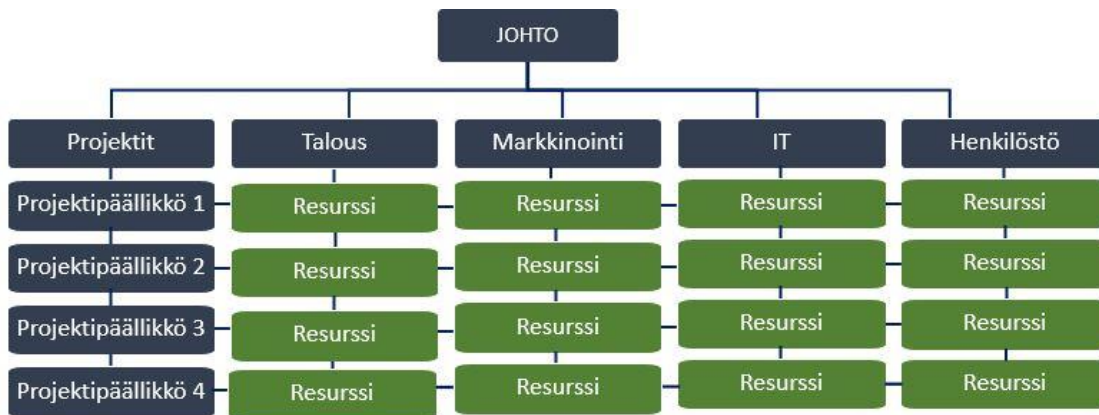 JOHTO
Projektit
Talous
Markkinointi
IT
Henkilöstö
Projektipäällikkö 1
Resurssi
Resurssi
Resurssi
Resurssi
Projektipäällikkö 2
Resurssi
Resurssi
Resurssi
Resurssi
Projektipäällikkö 3
Resurssi
Resurssi
Resurssi
Resurssi
Projektipäällikkö 4
Resurssi
Resurssi
Resurssi
Resurssi